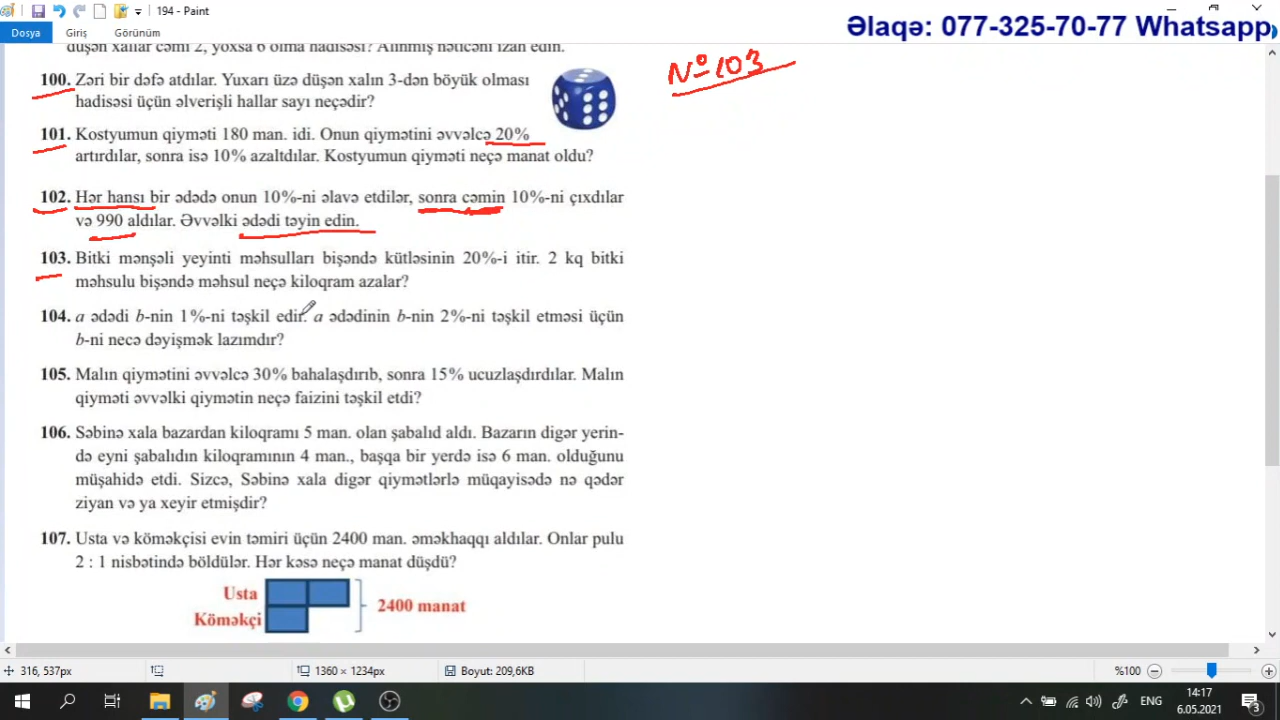 194 - Paint
Əlaqə: 077-325-70-77 Whatsapp
Dosya Giriş Görünüm
düşən xallar cəmi 2, yoxsa 6 olma hadisəsi? Alınmış nəticəni izah edin.
№103
100. Zəri bir dəfə atdılar. Yuxarı üzə düşən xalın 3-dən böyük olması
hadisəsi üçün əlverişli hallar sayı neçədir?
101. Kostyumun qiyməti 180 man. idi. Onun qiymətini əvvəlcə 20%
artırdılar, sonra isə 10% azaltdılar. Kostyumun qiyməti neçə manat oldu?
102. Hər hansı bir ədədə onun 10%-ni əlavə etdilər, sonra cəmin 10%-ni çıxdılar
və 990 aldılar. Əvvəlki ədədi təyin edin.
103. Bitki mənşəli yeyinti məhsulları bişəndə kütləsinin 20%-i itir. 2 kq bitki
məhsulu bişəndə məhsul neçə kiloqram azalar?
104. a ədədi b-nin 1%-ni təşkil edir. a ədədinin b-nin 2%-ni təşkil etməsi üçün
b-ni necə dəyişmək lazımdır?
105. Malın qiymətini əvvəlcə 30% bahalaşdırıb, sonra 15% ucuzlaşdırdılar. Malın
qiyməti əvvəlki qiymətin neçə faizini təşkil etdi?
106. Səbinə xala bazardan kiloqramı 5 man. olan şabalıd aldı. Bazarın digər yerin-
də eyni şabalıdın kiloqramının 4 man., başqa bir yerdə isə 6 man. olduğunu
müşahidə etdi. Sizcə, Səbinə xala digər qiymətlərlə müqayisədə nə qədər
ziyan və ya xeyir etmişdir?
107. Usta və köməkçisi evin təmiri üçün 2400 man. əməkhaqqı aldılar. Onlar pulu
2 : 1 nisbətində böldülər. Hər kəsə neçə manat düşdü?
Usta
Köməkçi
2400 manat
316, 537px 1360 × 1234px Boyut: 209,6KB %100
ENG 14:17
6.05.2021 3